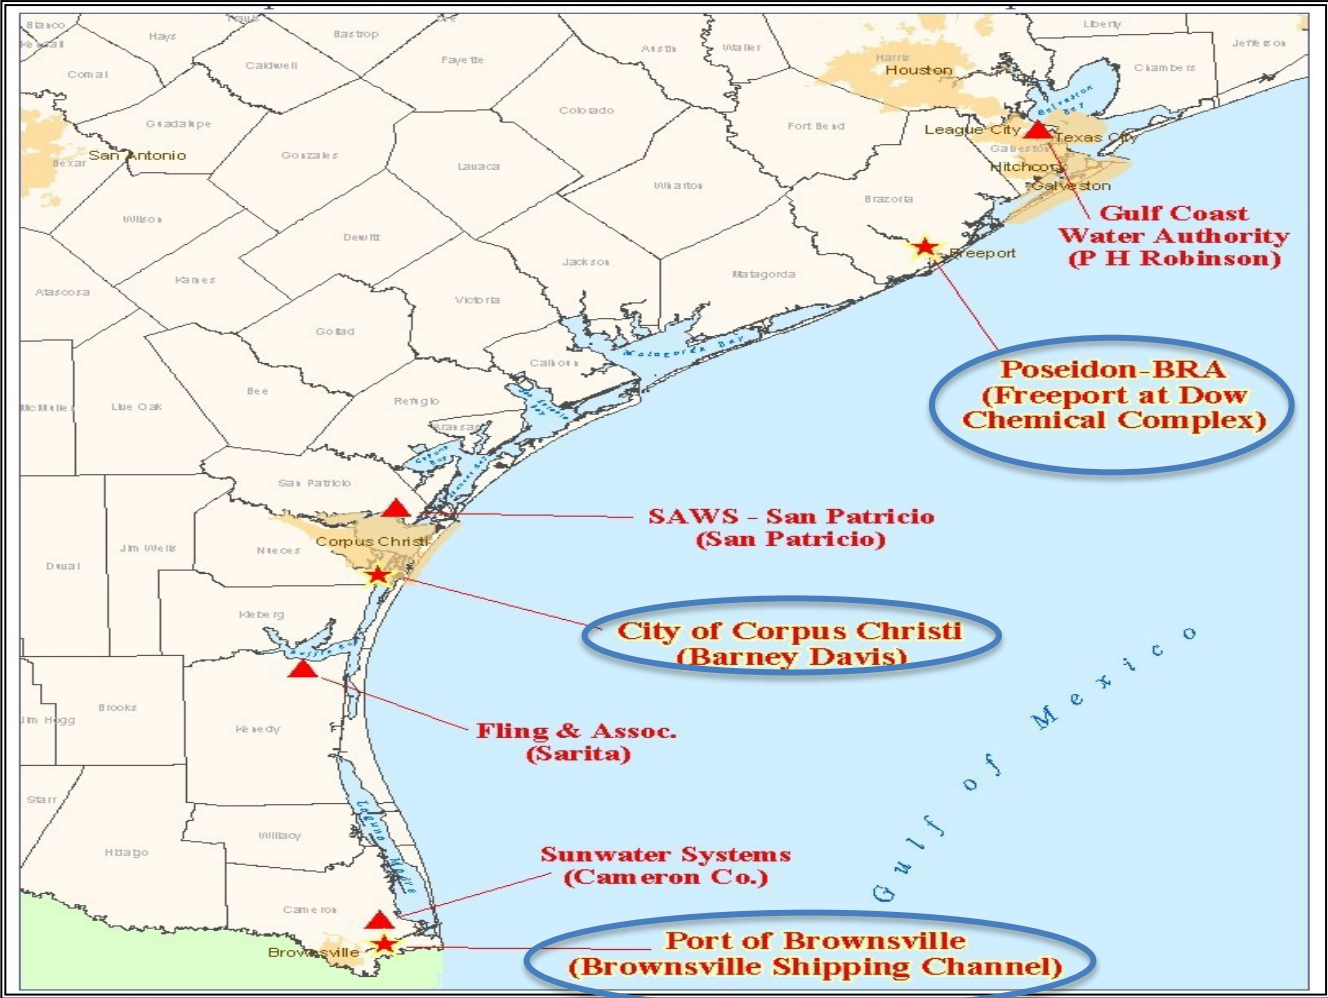 Blanco
Hays
Bastrop
Liberty
Jefferson
Comal
Caldwell
Fayette
Austin
Waller
Harris
Houston
Chambers
Galveston Bay
Guadalupe
Colorado
Fort Bend
League City
Texas City
Galveston
San Antonio
Bexar
Gonzales
Lavaca
Wharton
Hitchcock
Galveston
Brazoria
Wilson
Dewitt
Gulf Coast
Water Authority
(P H Robinson)
Freeport
Karnes
Jackson
Matagorda
Atascosa
Victoria
Goliad
Matagorda Bay
Calhoun
Poseidon-BRA
(Freeport at Dow
Chemical Complex)
Bee
McMullen
Live Oak
Refugio
Aransas
San Patricio
SAWS - San Patricio
(San Patricio)
Corpus Christi
Nueces
Jim Wells
Duval
Kleberg
City of Corpus Christi
(Barney Davis)
Baffin Bay
Brooks
Jim Hogg
Kenedy
Fling & Assoc.
(Sarita)
Gulf of Mexico
Starr
Laguna Madre
Willacy
Hidalgo
Sunwater Systems
(Cameron Co.)
Cameron
Brownsville
Port of Brownsville
(Brownsville Shipping Channel)